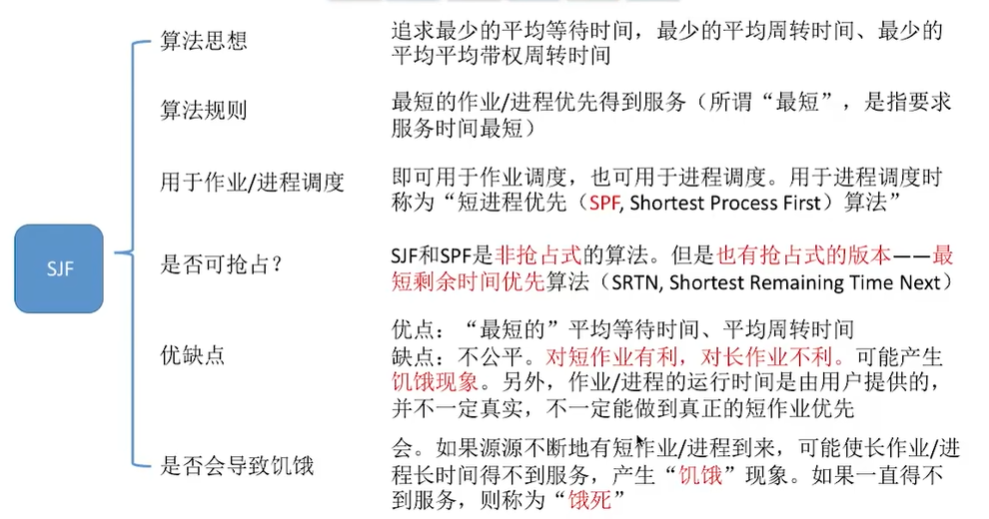 SJF
算法思想
追求最少的平均等待时间，最少的平均周转时间、最少的
平均平均带权周转时间
算法规则
最短的作业/进程优先得到服务（所谓“最短”，是指要求
服务时间最短）
用于作业/进程调度
即可用于作业调度，也可用于进程调度。用于进程调度时
称为“短进程优先（SPF, Shortest Process First）算法”
是否可抢占？
SJF和SPF是非抢占式的算法。但是也有抢占式的版本——最
短剩余时间优先算法（SRTN, Shortest Remaining Time Next）
优缺点
优点：“最短的”平均等待时间、平均周转时间
缺点：不公平。对短作业有利，对长作业不利。可能产生
饥饿现象。另外，作业/进程的运行时间是由用户提供的，
并不一定真实，不一定能做到真正的短作业优先
是否会导致饥饿
会。如果源源不断地有短作业/进程到来，可能使长作业/进
程长时间得不到服务，产生“饥饿”现象。如果一直得不
到服务，则称为“饿死”